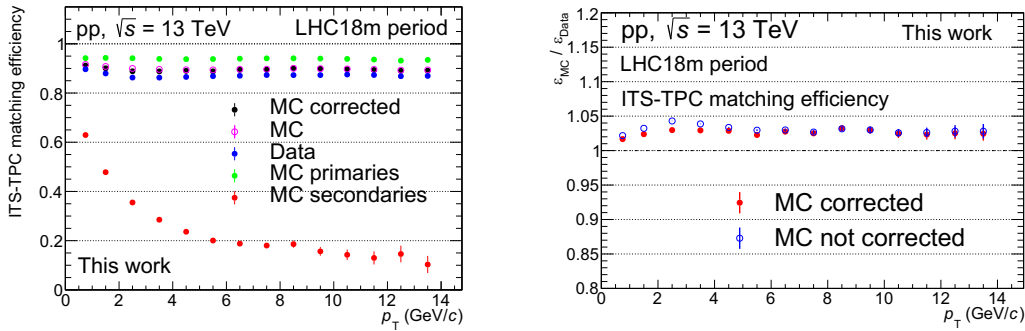 pp, √s = 13 TeV
LHC18m period
ITS-TPC matching efficiency
1
0.8
0.6
0.4
0.2
0
MC corrected
MC
Data
MC primaries
MC secondaries
This work
0 2 4 6 8 10 12 14
p_T (GeV/c)
ε_MC / ε_Data
1.2
1.15
1.1
1.05
1
0.95
0.9
0.85
0.8
pp, √s = 13 TeV
This work
LHC18m period
ITS-TPC matching efficiency
MC corrected
MC not corrected
0 2 4 6 8 10 12 14
p_T (GeV/c)